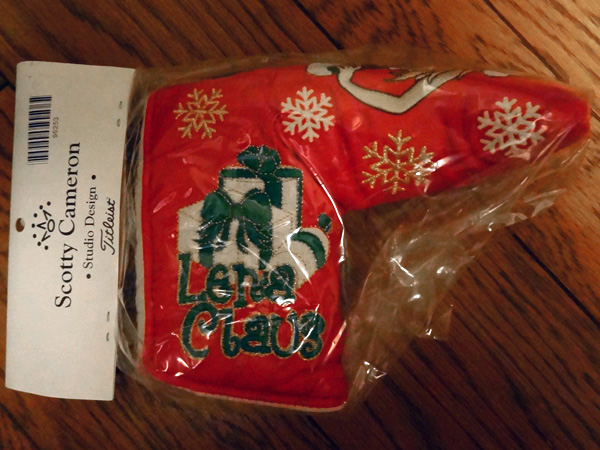 Scotty Cameron
• Studio Design •
Titleist
Lena
Claus